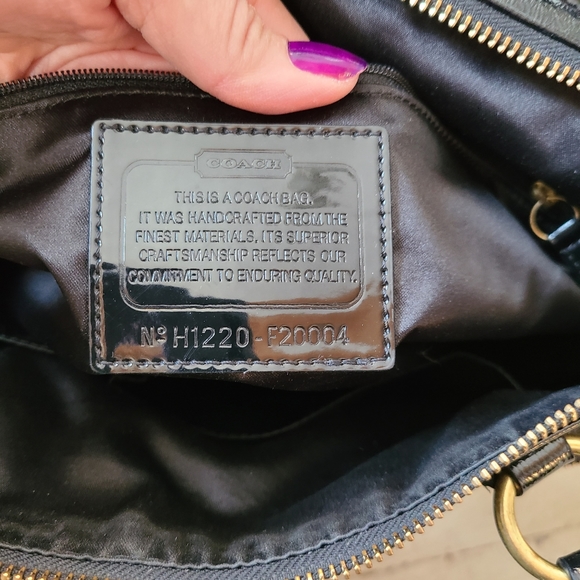 COACH
THIS IS A COACH BAG.
IT WAS HANDCRAFTED FROM THE
FINEST MATERIALS. ITS SUPERIOR
CRAFTSMANSHIP REFLECTS OUR
COMMITMENT TO ENDURING QUALITY.
Nº H1220-F20004